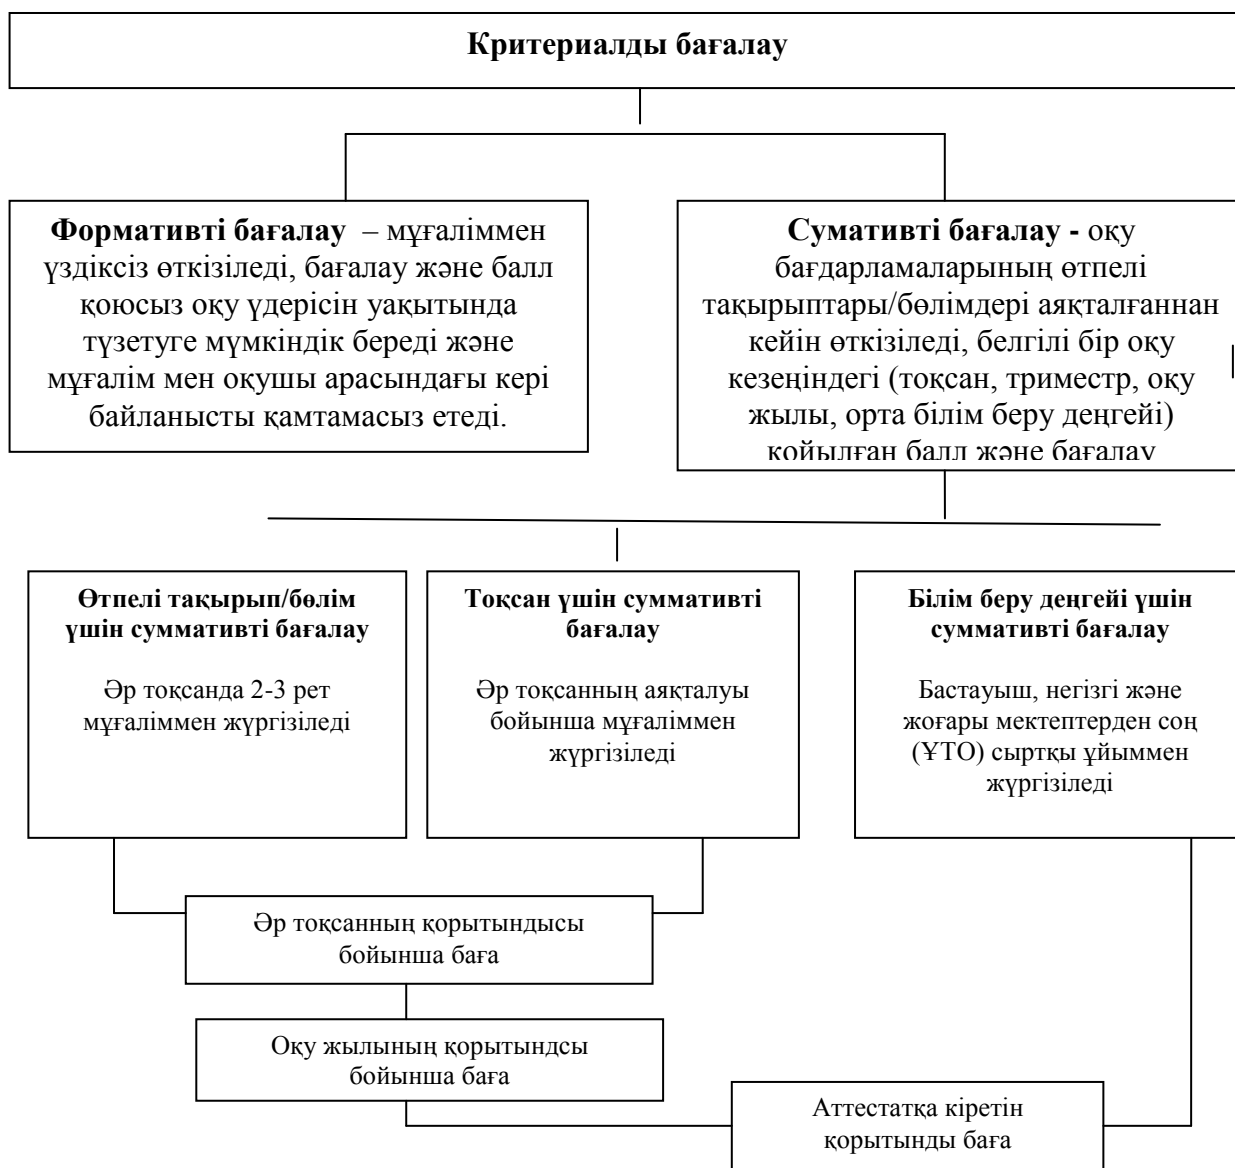 Критериалды бағалау
Формативті бағалау – мұғаліммен
үздіксіз өткізіледі, бағалау және балл
қоюсыз оқу үдерісін уақытында
түзетуге мүмкіндік береді және
мұғалім мен оқушы арасындағы кері
байланысты қамтамасыз етеді.
Сумативті бағалау - оқу
бағдарламаларының өтпелі
тақырыптары/бөлімдері аяқталғаннан
кейін өткізіледі, белгілі бір оқу
кезеңіндегі (тоқсан, триместр, оқу
жылы, орта білім беру деңгейі)
қойылған балл және бағалау
Өтпелі тақырып/бөлім
үшін суммативті бағалау
Әр тоқсанда 2-3 рет
мұғаліммен жүргізіледі
Тоқсан үшін суммативті
бағалау
Әр тоқсанның аяқталуы
бойынша мұғаліммен
жүргізіледі
Білім беру деңгейі үшін
суммативті бағалау
Бастауыш, негізгі және
жоғары мектептерден соң
(ҰТО) сыртқы ұйыммен
жүргізіледі
Әр тоқсанның қорытындысы
бойынша баға
Оқу жылының қорытындсы
бойынша баға
Аттестатқа кіретін
қорытынды баға